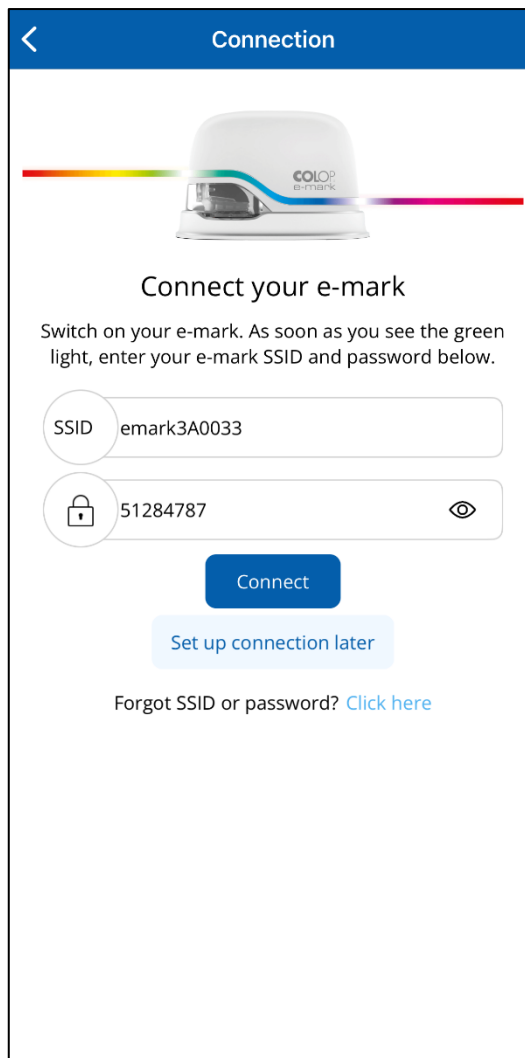 Connection
COLOP
e-mark
Connect your e-mark
Switch on your e-mark. As soon as you see the green
light, enter your e-mark SSID and password below.
SSID emark3A0033
51284787
Connect
Set up connection later
Forgot SSID or password? Click here